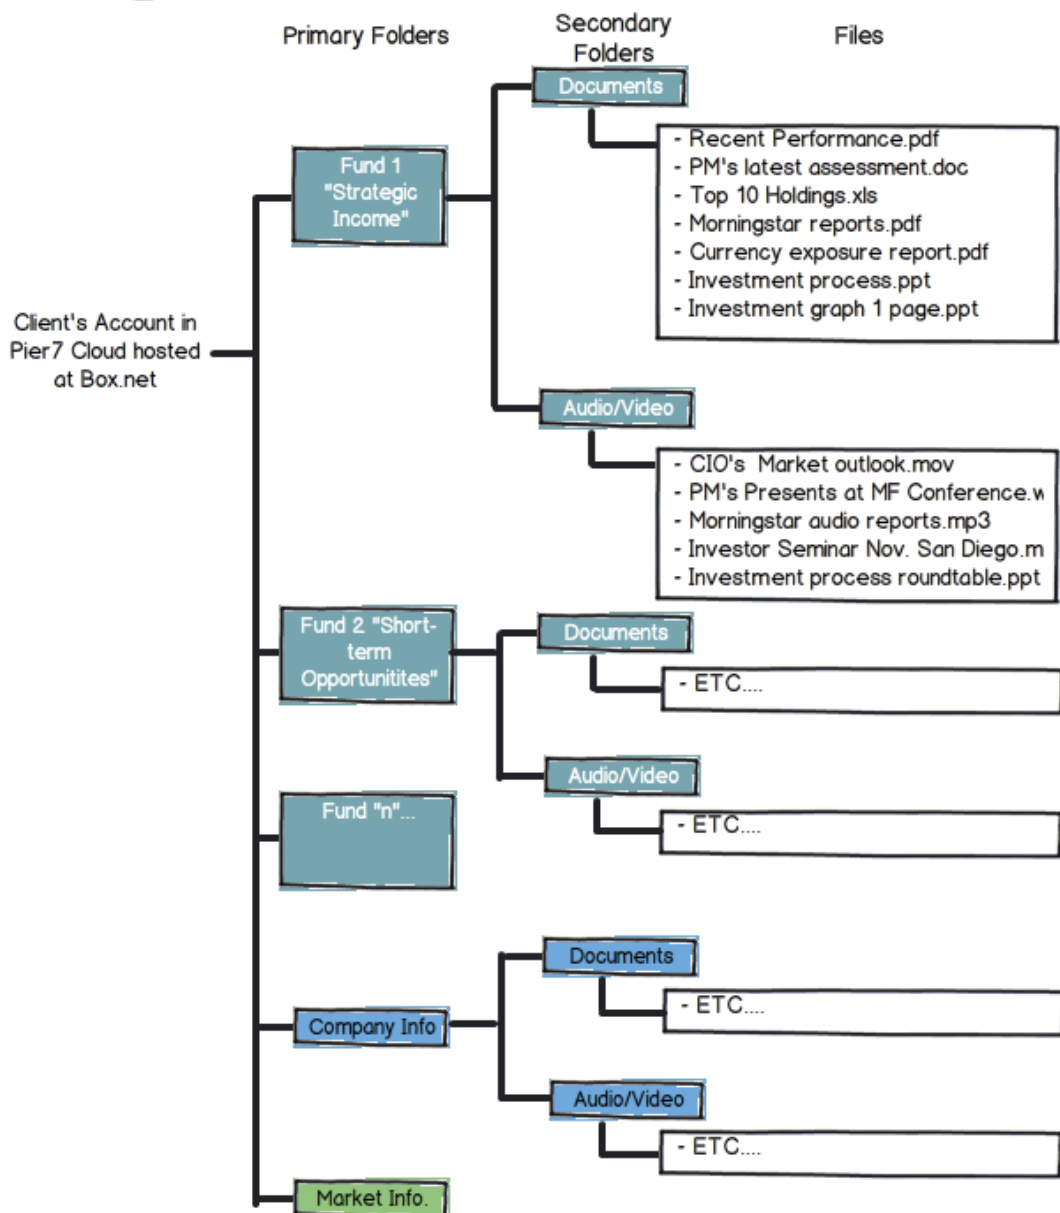 Primary Folders
Secondary
Folders
Files
Documents
- Recent Performance.pdf
- PM's latest assessment.doc
- Top 10 Holdings.xls
- Morningstar reports.pdf
- Currency exposure report.pdf
- Investment process.ppt
- Investment graph 1 page.ppt
Fund 1
"Strategic
Income"
Client's Account in
Pier7 Cloud hosted
at Box.net
Audio/Video
- CIO's  Market outlook.mov
- PM's Presents at MF Conference.w
- Morningstar audio reports.mp3
- Investor Seminar Nov. San Diego.m
- Investment process roundtable.ppt
Fund 2 "Short-
term
Opportunitites"
Documents
- ETC....
Audio/Video
- ETC....
Fund "n"...
Documents
- ETC....
Company Info
Audio/Video
- ETC....
Market Info.